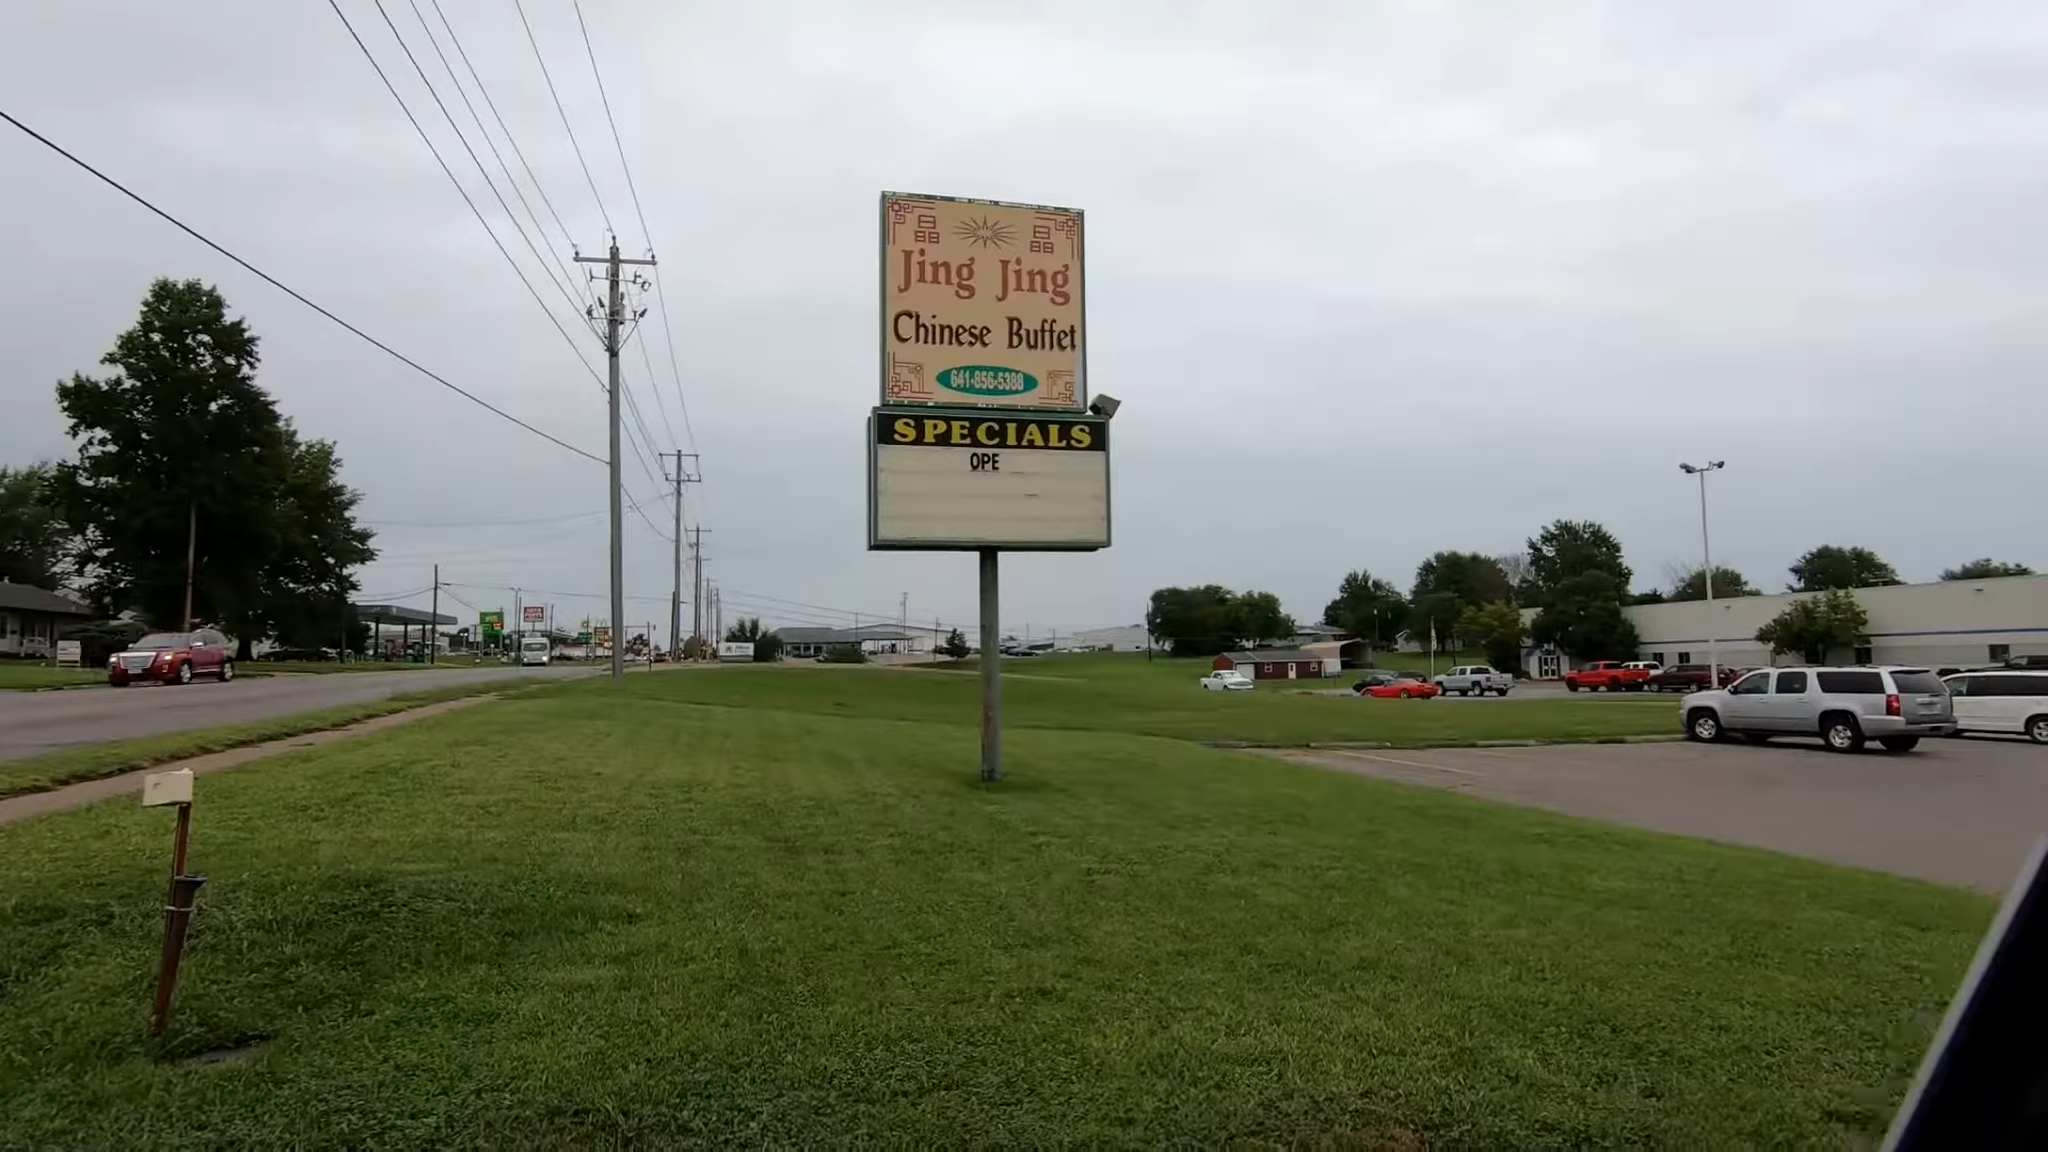 Jing Jing
Chinese Buffet
641-856-5388
SPECIALS
OPE